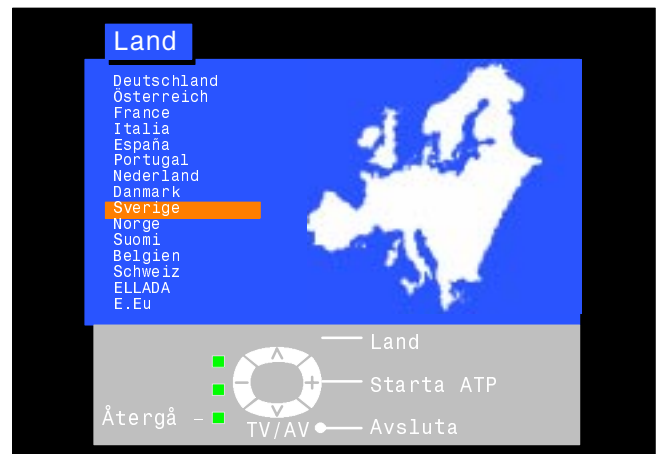 Land
Deutschland
Österreich
France
Italia
España
Portugal
Nederland
Danmark
Sverige
Norge
Suomi
Belgien
Schweiz
ELLADA
E.Eu
Land
Starta ATP
Återgå
TV/AV
Avsluta